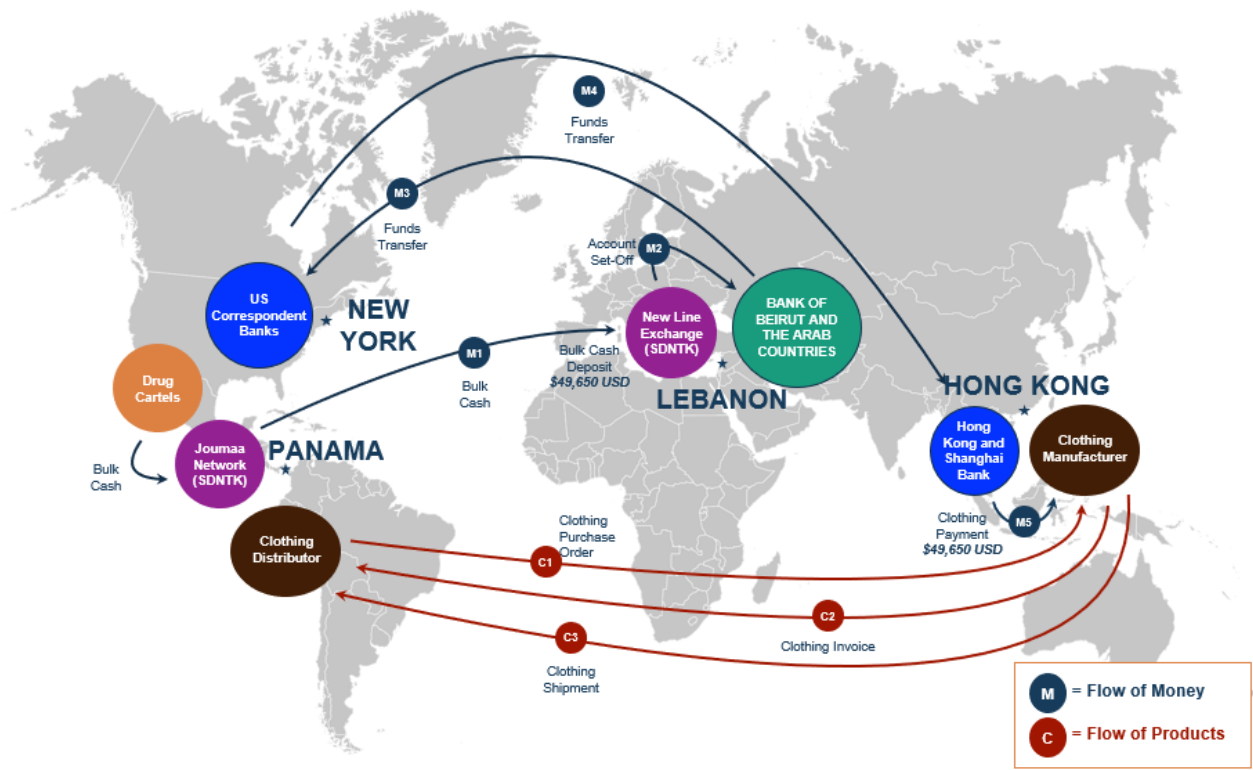 M4
Funds
Transfer
M3
Funds
Transfer
Account
Set-Off
M2
US
Correspondent
Banks
NEW
YORK
New Line
Exchange
(SDNTK)
BANK OF
BEIRUT AND
THE ARAB
COUNTRIES
M1
Bulk
Cash
Bulk Cash
Deposit
$49,650 USD
LEBANON
HONG KONG
Drug
Cartels
Joumaa
Network
(SDNTK)
PANAMA
Bulk
Cash
Hong
Kong and
Shanghai
Bank
Clothing
Manufacturer
Clothing
Payment
$49,650 USD
M5
Clothing
Distributor
Clothing
Purchase
Order
C1
C2
Clothing Invoice
C3
Clothing
Shipment
M = Flow of Money
C = Flow of Products